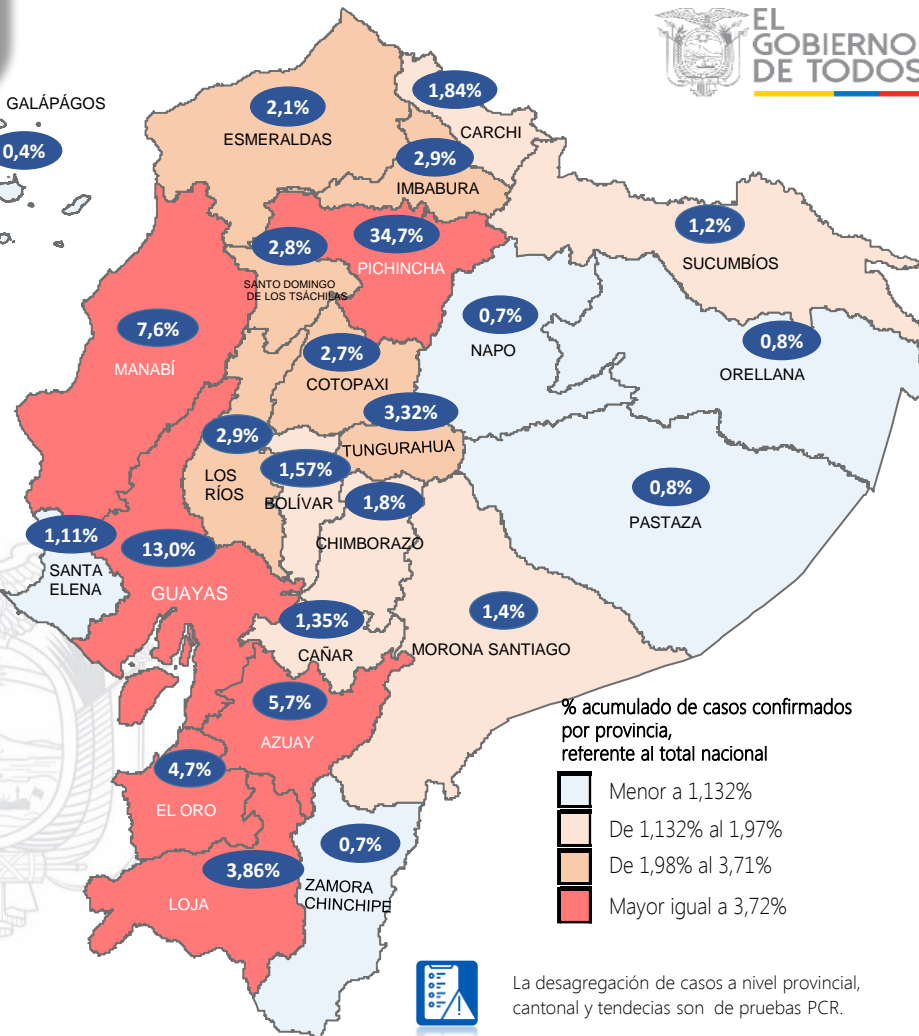 EL
GOBIERNO
DE TODOS
GALÁPÁGOS
0,4%
2,1%
ESMERALDAS
1,84%
CARCHI
2,9%
IMBABURA
34,7%
PICHINCHA
2,8%
SANTO DOMINGO
DE LOS TSÁCHILAS
1,2%
SUCUMBÍOS
7,6%
MANABÍ
2,7%
COTOPAXI
0,7%
NAPO
0,8%
ORELLANA
3,32%
TUNGURAHUA
2,9%
LOS
RÍOS
1,57%
BOLÍVAR
1,8%
CHIMBORAZO
0,8%
PASTAZA
1,11%
SANTA
ELENA
13,0%
GUAYAS
1,35%
CAÑAR
1,4%
MORONA SANTIAGO
5,7%
AZUAY
4,7%
EL ORO
3,86%
LOJA
0,7%
ZAMORA
CHINCHIPE
% acumulado de casos confirmados
por provincia,
referente al total nacional
Menor a 1,132%
De 1,132% al 1,97%
De 1,98% al 3,71%
Mayor igual a 3,72%
La desagregación de casos a nivel provincial,
cantonal y tendecias son de pruebas PCR.